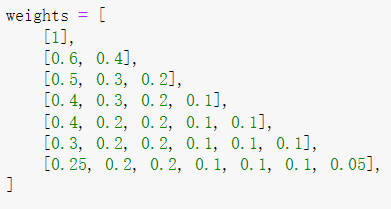 weights = [
    [1],
    [0.6, 0.4],
    [0.5, 0.3, 0.2],
    [0.4, 0.3, 0.2, 0.1],
    [0.4, 0.2, 0.2, 0.1, 0.1],
    [0.3, 0.2, 0.2, 0.1, 0.1, 0.1],
    [0.25, 0.2, 0.2, 0.1, 0.1, 0.1, 0.05],
]